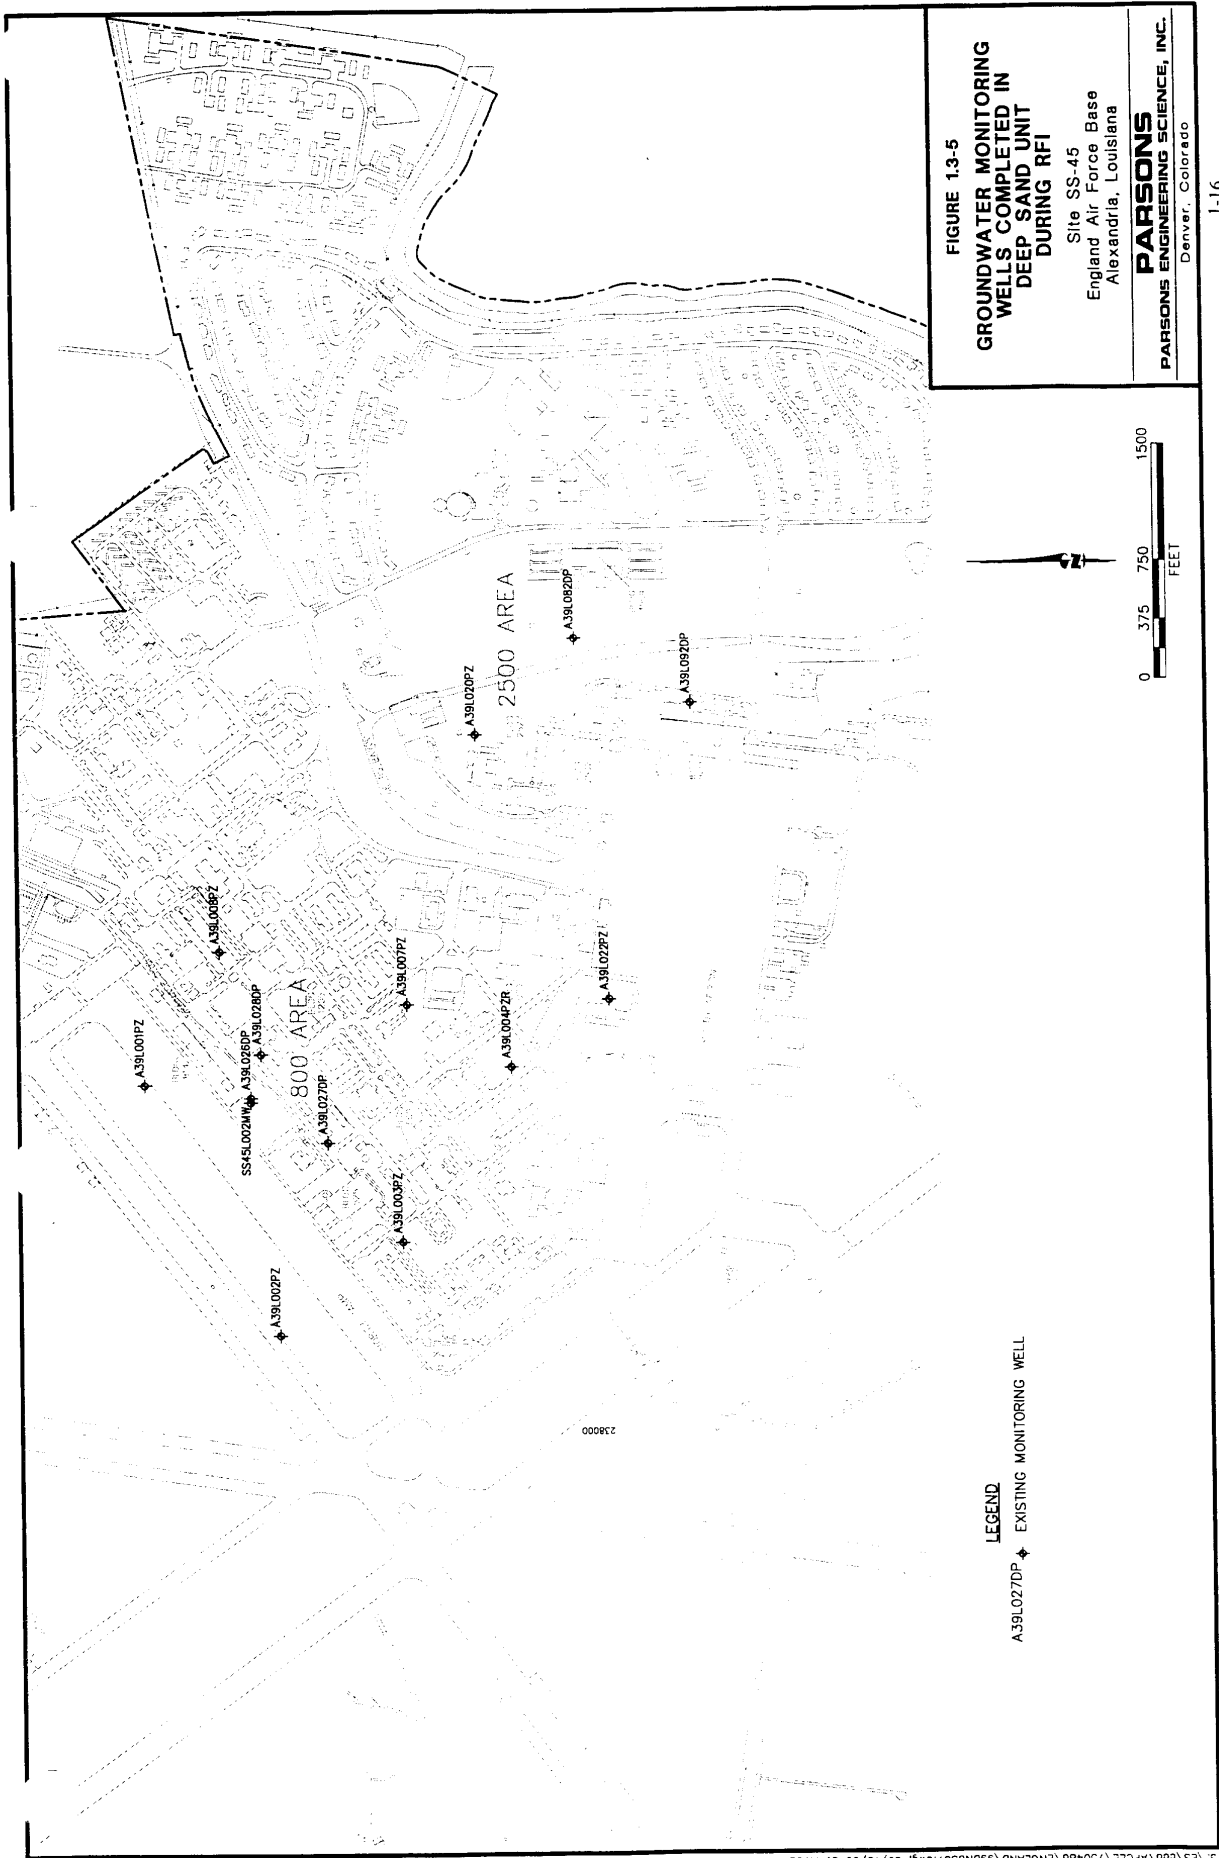 A39L001PZ
A39L008PZ
A39L028DP
SS45L002MW
A39L026DP
800 AREA
A39L027DP
A39L007PZ
A39L003PZ
A39L002PZ
A39L004PZR
A39L022PZ
A39L020PZ
2500 AREA
A39L082DP
A39L092DP
238000
LEGEND
A39L027DP EXISTING MONITORING WELL
0 375 750 1500
FEET
N
FIGURE 1.3-5
GROUNDWATER MONITORING
WELLS COMPLETED IN
DEEP SAND UNIT
DURING RFI
Site SS-45
England Air Force Base
Alexandria, Louisiana
PARSONS
PARSONS ENGINEERING SCIENCE, INC.
Denver, Colorado
1-16